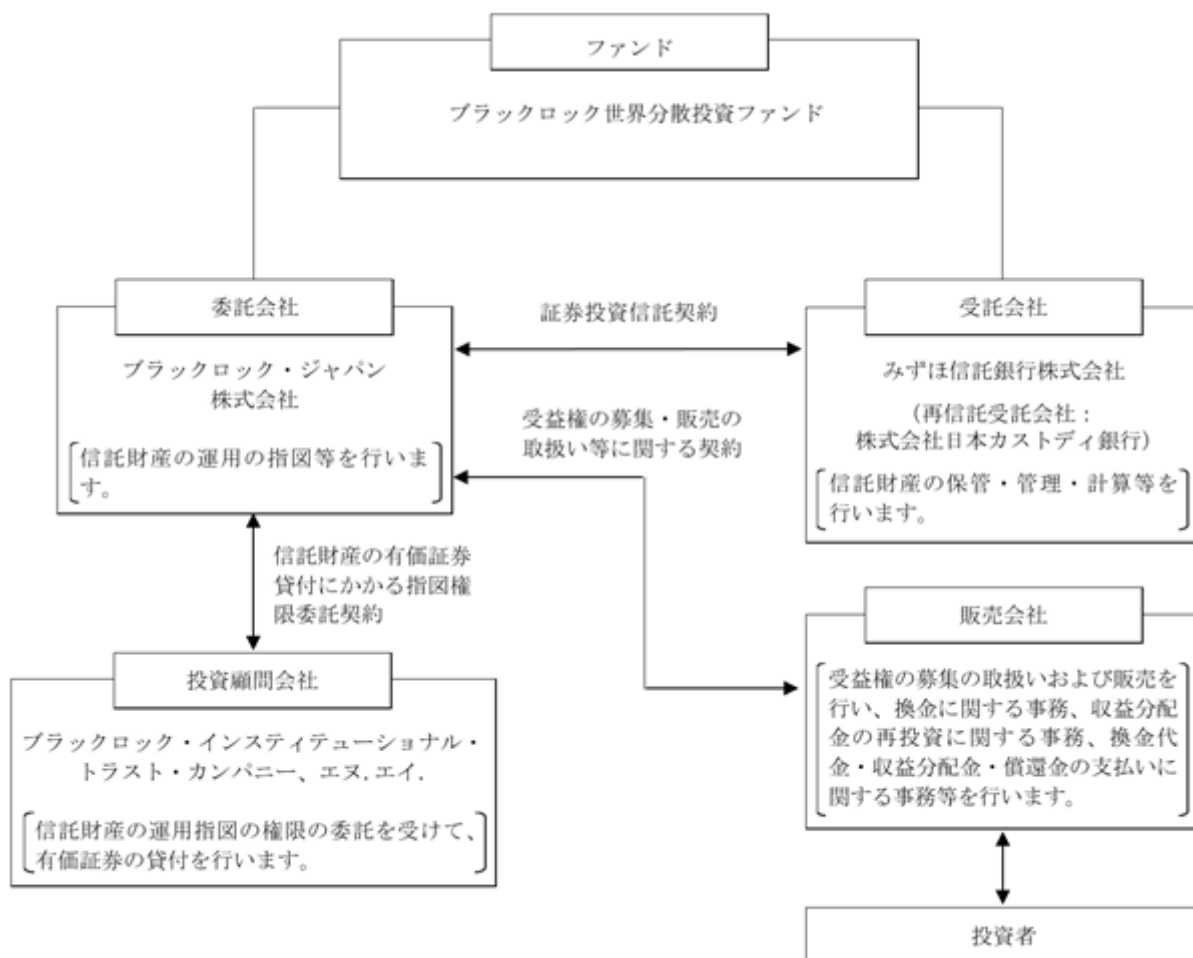 ファンド
ブラックロック世界分散投資ファンド
委託会社
ブラックロック・ジャパン
株式会社
信託財産の運用の指図等を行いま
す。
証券投資信託契約
受益権の募集・販売の
取扱い等に関する契約
受託会社
みずほ信託銀行株式会社
(再信託受託会社:
株式会社日本カストディ銀行)
信託財産の保管・管理・計算等を
行います。
信託財産の有価証券
貸付にかかる指図権
限委託契約
投資顧問会社
ブラックロック・インスティテューショナル・
トラスト・カンパニー、エヌ.エイ.
信託財産の運用指図の権限の委託を受けて、
有価証券の貸付を行います。
販売会社
受益権の募集の取扱いおよび販売を
行い、換金に関する事務、収益分配
金の再投資に関する事務、換金代
金・収益分配金・償還金の支払いに
関する事務等を行います。
投資者